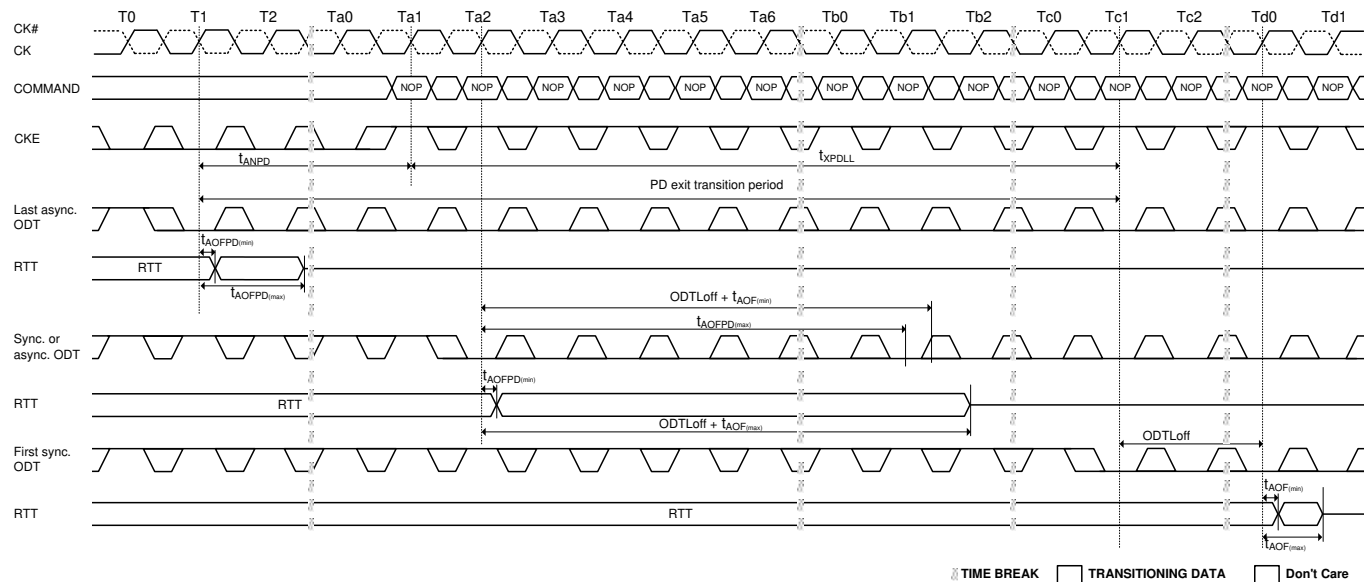 T0 T1 T2 Ta0 Ta1 Ta2 Ta3 Ta4 Ta5 Ta6 Tb0 Tb1 Tb2 Tc0 Tc1 Tc2 Td0 Td1
CK#
CK
COMMAND NOP NOP NOP NOP NOP NOP NOP NOP NOP NOP NOP NOP NOP NOP
CKE
tANPD tXPDLL
PD exit transition period
Last async.
ODT
tAOFPD(min)
RTT RTT
tAOFPD(max)
ODTLoff + tAOF(min)
tAOFPD(max)
Sync. or
async. ODT
tAOFPD(min)
RTT RTT
ODTLoff + tAOF(max)
ODTLoff
First sync.
ODT
tAOF(min)
RTT RTT
tAOF(max)
TIME BREAK TRANSITIONING DATA Don't Care